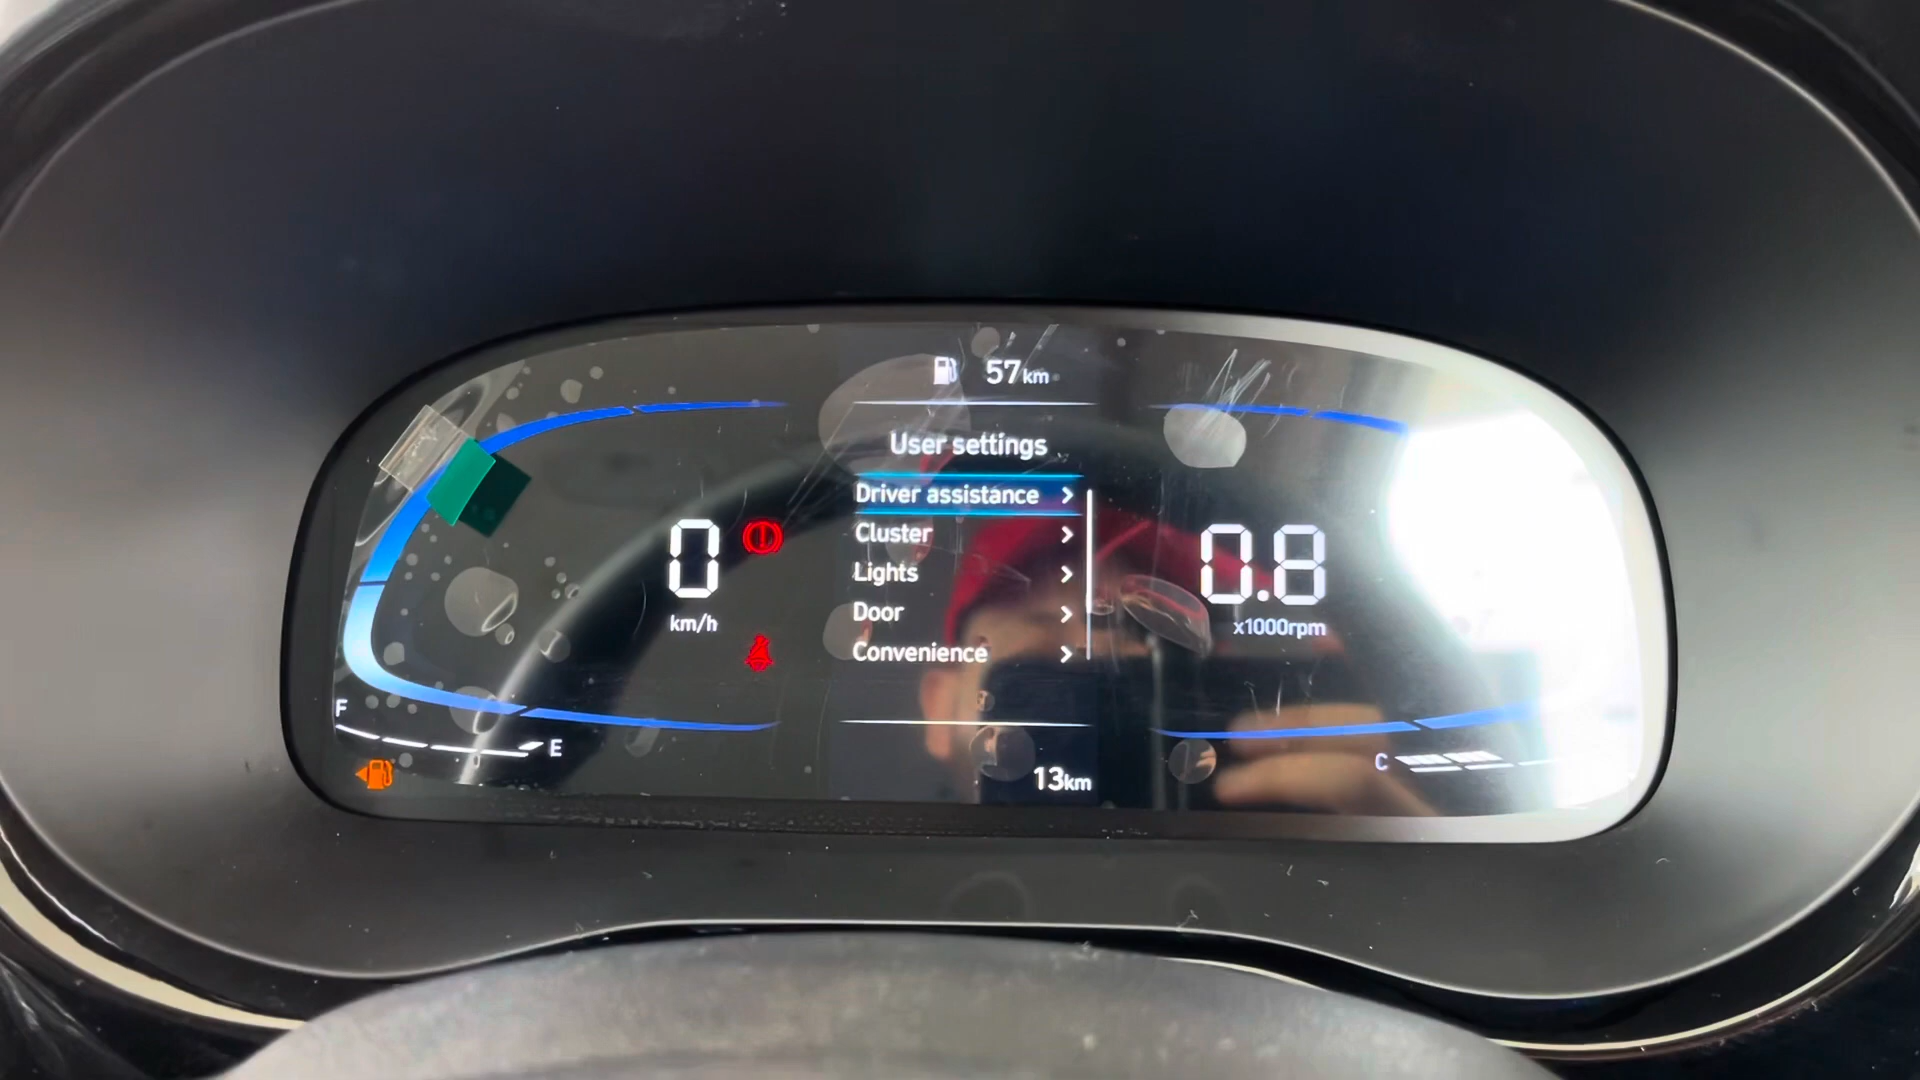 57km
User settings
Driver assistance
Cluster
Lights
Door
Convenience
0
km/h
0.8
x1000rpm
F
E
C
13km